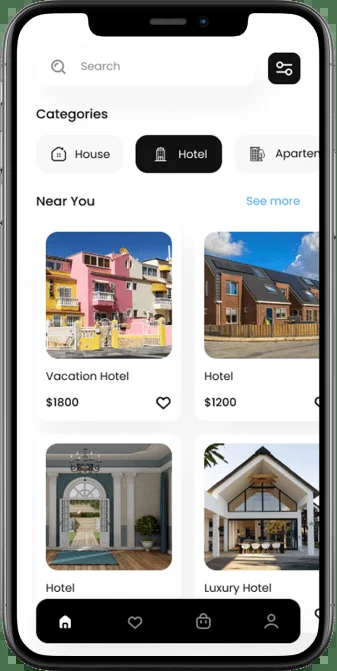 Search
Categories
House Hotel Aparten
Near You See more
Vacation Hotel Hotel
$1800 $1200
Hotel Luxury Hotel